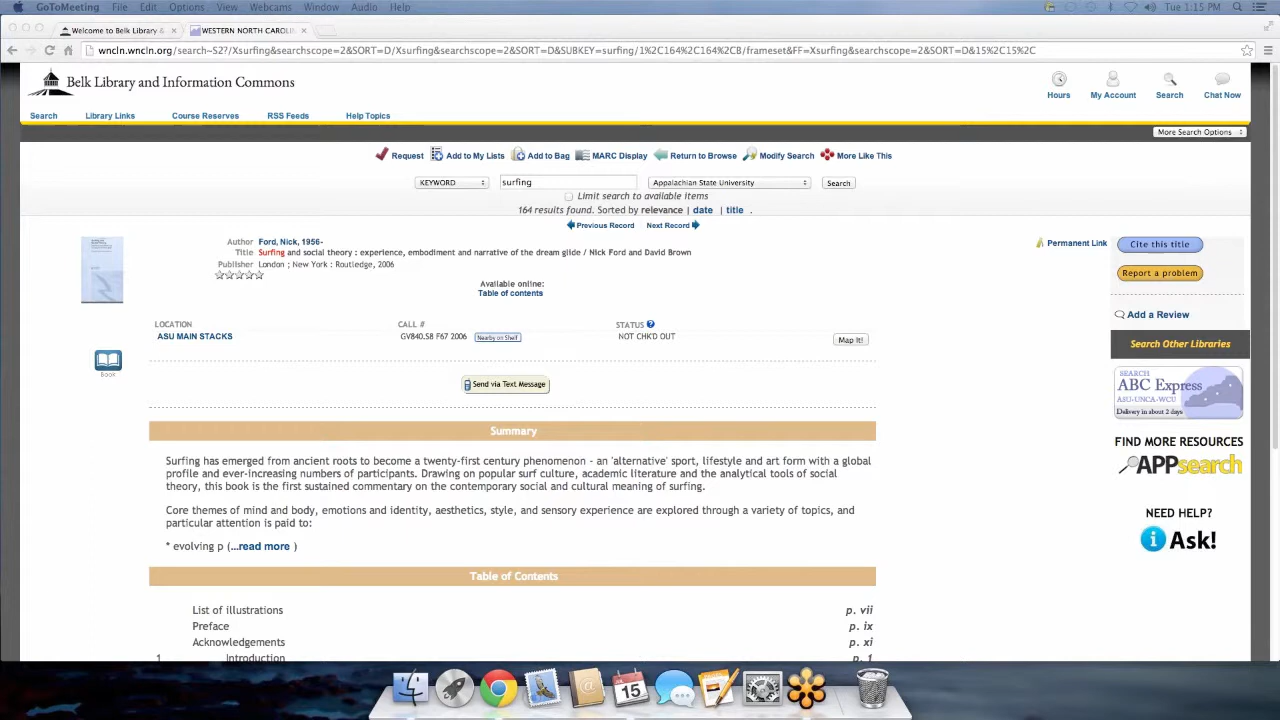 GoToMeeting File Edit Options View Webcams Window Audio Help Tue 1:15 PM
Welcome to Belk Library & WESTERN NORTH CAROLIN
wncln.wncln.org/search~S2?/Xsurfing&searchscope=2&SORT=D/Xsurfing&searchscope=2&SORT=D&SUBKEY=surfing/1%2C164%2C164%2CB/frameset&FF=Xsurfing&searchscope=2&SORT=D&15%2C15%2C
Belk Library and Information Commons
Hours My Account Search Chat Now
Search Library Links Course Reserves RSS Feeds Help Topics
More Search Options
Request Add to My Lists Add to Bag MARC Display Return to Browse Modify Search More Like This
KEYWORD surfing Appalachian State University Search
Limit search to available items
164 results found. Sorted by relevance | date | title .
Previous Record Next Record
Author Ford, Nick, 1956-
Title Surfing and social theory : experience, embodiment and narrative of the dream glide / Nick Ford and David Brown
Publisher London ; New York : Routledge, 2006
Permanent Link
Cite this title
Report a problem
Available online:
Table of contents
Add a Review
LOCATION CALL # STATUS
ASU MAIN STACKS GV840.S8 F67 2006 Nearby on Shelf NOT CHK'D OUT Map It!
Search Other Libraries
Book
SEARCH
ABC Express
ASU-UNCA-WCU
Delivery in about 2 days
Send via Text Message
Summary
FIND MORE RESOURCES
APPsearch
Surfing has emerged from ancient roots to become a twenty-first century phenomenon - an 'alternative' sport, lifestyle and art form with a global
profile and ever-increasing numbers of participants. Drawing on popular surf culture, academic literature and the analytical tools of social
theory, this book is the first sustained commentary on the contemporary social and cultural meaning of surfing.
Core themes of mind and body, emotions and identity, aesthetics, style, and sensory experience are explored through a variety of topics, and
particular attention is paid to:
* evolving p (...read more )
NEED HELP?
Ask!
Table of Contents
List of illustrations p. vii
Preface p. ix
Acknowledgements p. xi
1 Introduction p. 1
15